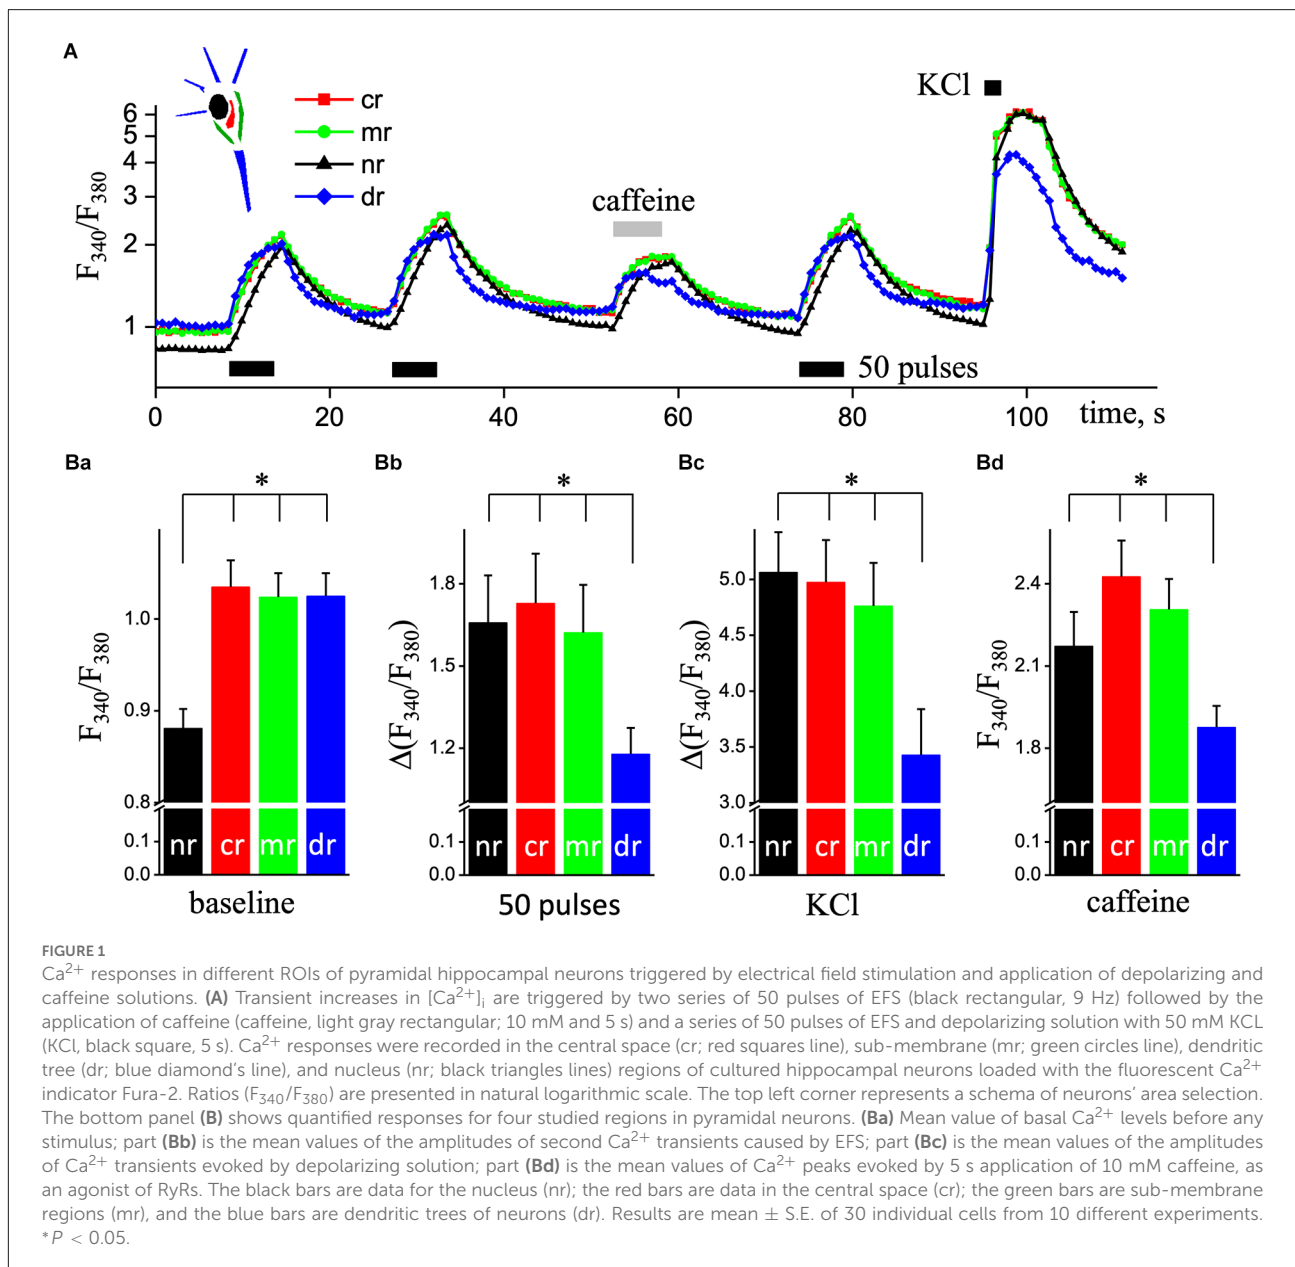 A
cr
mr
nr
dr
KCl
caffeine
F340/F380
6
5
4
3
2
1
50 pulses
0 20 40 60 80 100 time, s
Ba
*
F340/F380
1.0
0.9
0.8
0.1
0.0
nr cr mr dr
baseline
Bb
*
Δ(F340/F380)
1.8
1.5
1.2
0.1
0.0
nr cr mr dr
50 pulses
Bc
*
Δ(F340/F380)
5.0
4.5
4.0
3.5
3.0
0.1
0.0
nr cr mr dr
KCl
Bd
*
F340/F380
2.4
2.1
1.8
0.1
0.0
nr cr mr dr
caffeine
FIGURE 1
Ca2+ responses in different ROIs of pyramidal hippocampal neurons triggered by electrical field stimulation and application of depolarizing and
caffeine solutions. (A) Transient increases in [Ca2+]i are triggered by two series of 50 pulses of EFS (black rectangular, 9 Hz) followed by the
application of caffeine (caffeine, light gray rectangular; 10 mM and 5 s) and a series of 50 pulses of EFS and depolarizing solution with 50 mM KCL
(KCl, black square, 5 s). Ca2+ responses were recorded in the central space (cr; red squares line), sub-membrane (mr; green circles line), dendritic
tree (dr; blue diamond's line), and nucleus (nr; black triangles lines) regions of cultured hippocampal neurons loaded with the fluorescent Ca2+
indicator Fura-2. Ratios (F340/F380) are presented in natural logarithmic scale. The top left corner represents a schema of neurons' area selection.
The bottom panel (B) shows quantified responses for four studied regions in pyramidal neurons. (Ba) Mean value of basal Ca2+ levels before any
stimulus; part (Bb) is the mean values of the amplitudes of second Ca2+ transients caused by EFS; part (Bc) is the mean values of the amplitudes
of Ca2+ transients evoked by depolarizing solution; part (Bd) is the mean values of Ca2+ peaks evoked by 5 s application of 10 mM caffeine, as
an agonist of RyRs. The black bars are data for the nucleus (nr); the red bars are data in the central space (cr); the green bars are sub-membrane
regions (mr), and the blue bars are dendritic trees of neurons (dr). Results are mean ± S.E. of 30 individual cells from 10 different experiments.
*P < 0.05.